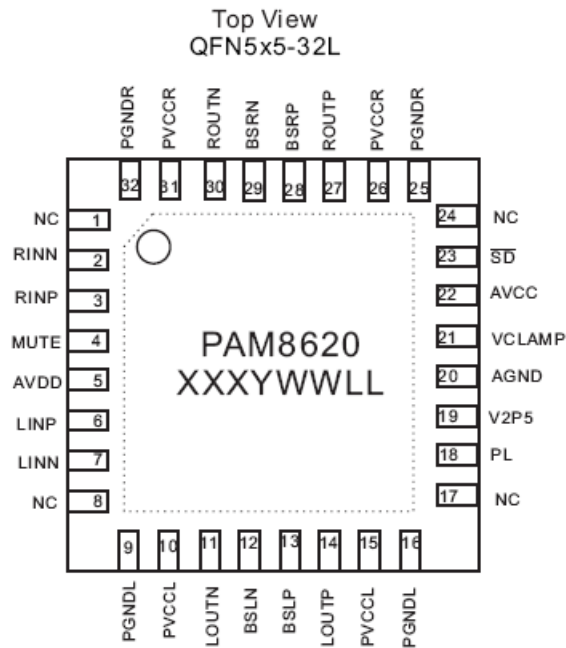 Top View
QFN5x5-32L
PGNDR PVCCR ROUTN BSRN BSRP ROUTP PVCCR PGNDR
32 31 30 29 28 27 26 25
NC 1 24 NC
RINN 2 23 SD
RINP 3 22 AVCC
MUTE 4 21 VCLAMP
AVDD 5 20 AGND
LINP 6 19 V2P5
LINN 7 18 PL
NC 8 17 NC
PAM8620
XXXYWWLL
9 10 11 12 13 14 15 16
PGNDL PVCCL LOUTN BSLN BSLP LOUTP PVCCL PGNDL